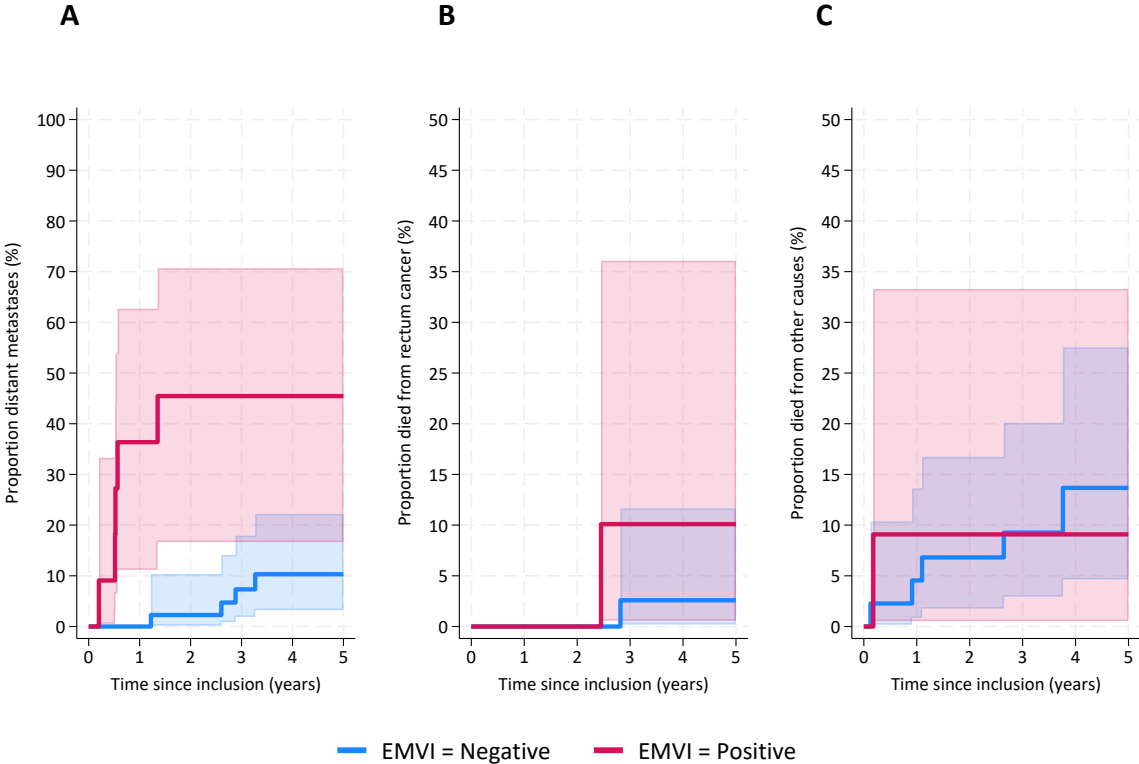 A
B
C
Proportion distant metastases (%)
100
90
80
70
60
50
40
30
20
10
0
0 1 2 3 4 5
Time since inclusion (years)
Proportion died from rectum cancer (%)
50
45
40
35
30
25
20
15
10
5
0
0 1 2 3 4 5
Time since inclusion (years)
Proportion died from other causes (%)
50
45
40
35
30
25
20
15
10
5
0
0 1 2 3 4 5
Time since inclusion (years)
EMVI = Negative
EMVI = Positive